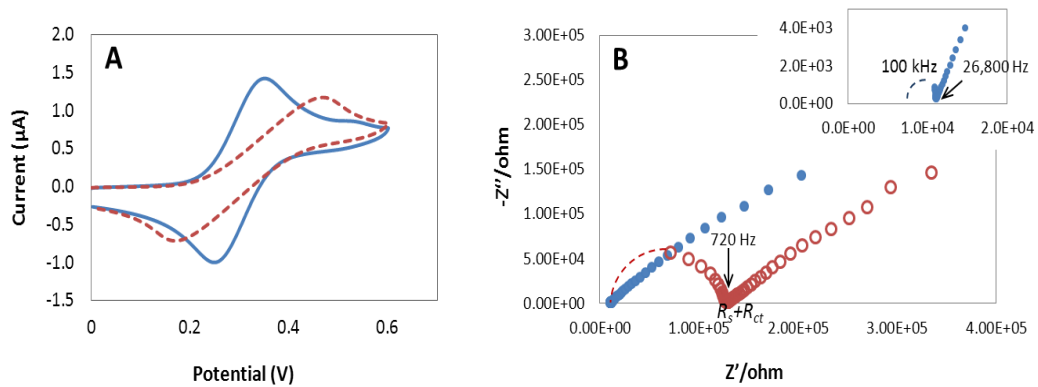 A
2.0
1.5
1.0
0.5
0.0
-0.5
-1.0
-1.5
0
0.2
0.4
0.6
Current (µA)
Potential (V)
B
3.00E+05
2.50E+05
2.00E+05
1.50E+05
1.00E+05
5.00E+04
0.00E+00
0.00E+00
1.00E+05
2.00E+05
3.00E+05
4.00E+05
-Z''/ohm
Z'/ohm
720 Hz
Rs+Rct
4.0E+03
2.0E+03
0.0E+00
0.0E+00
1.0E+04
2.0E+04
100 kHz
26,800 Hz